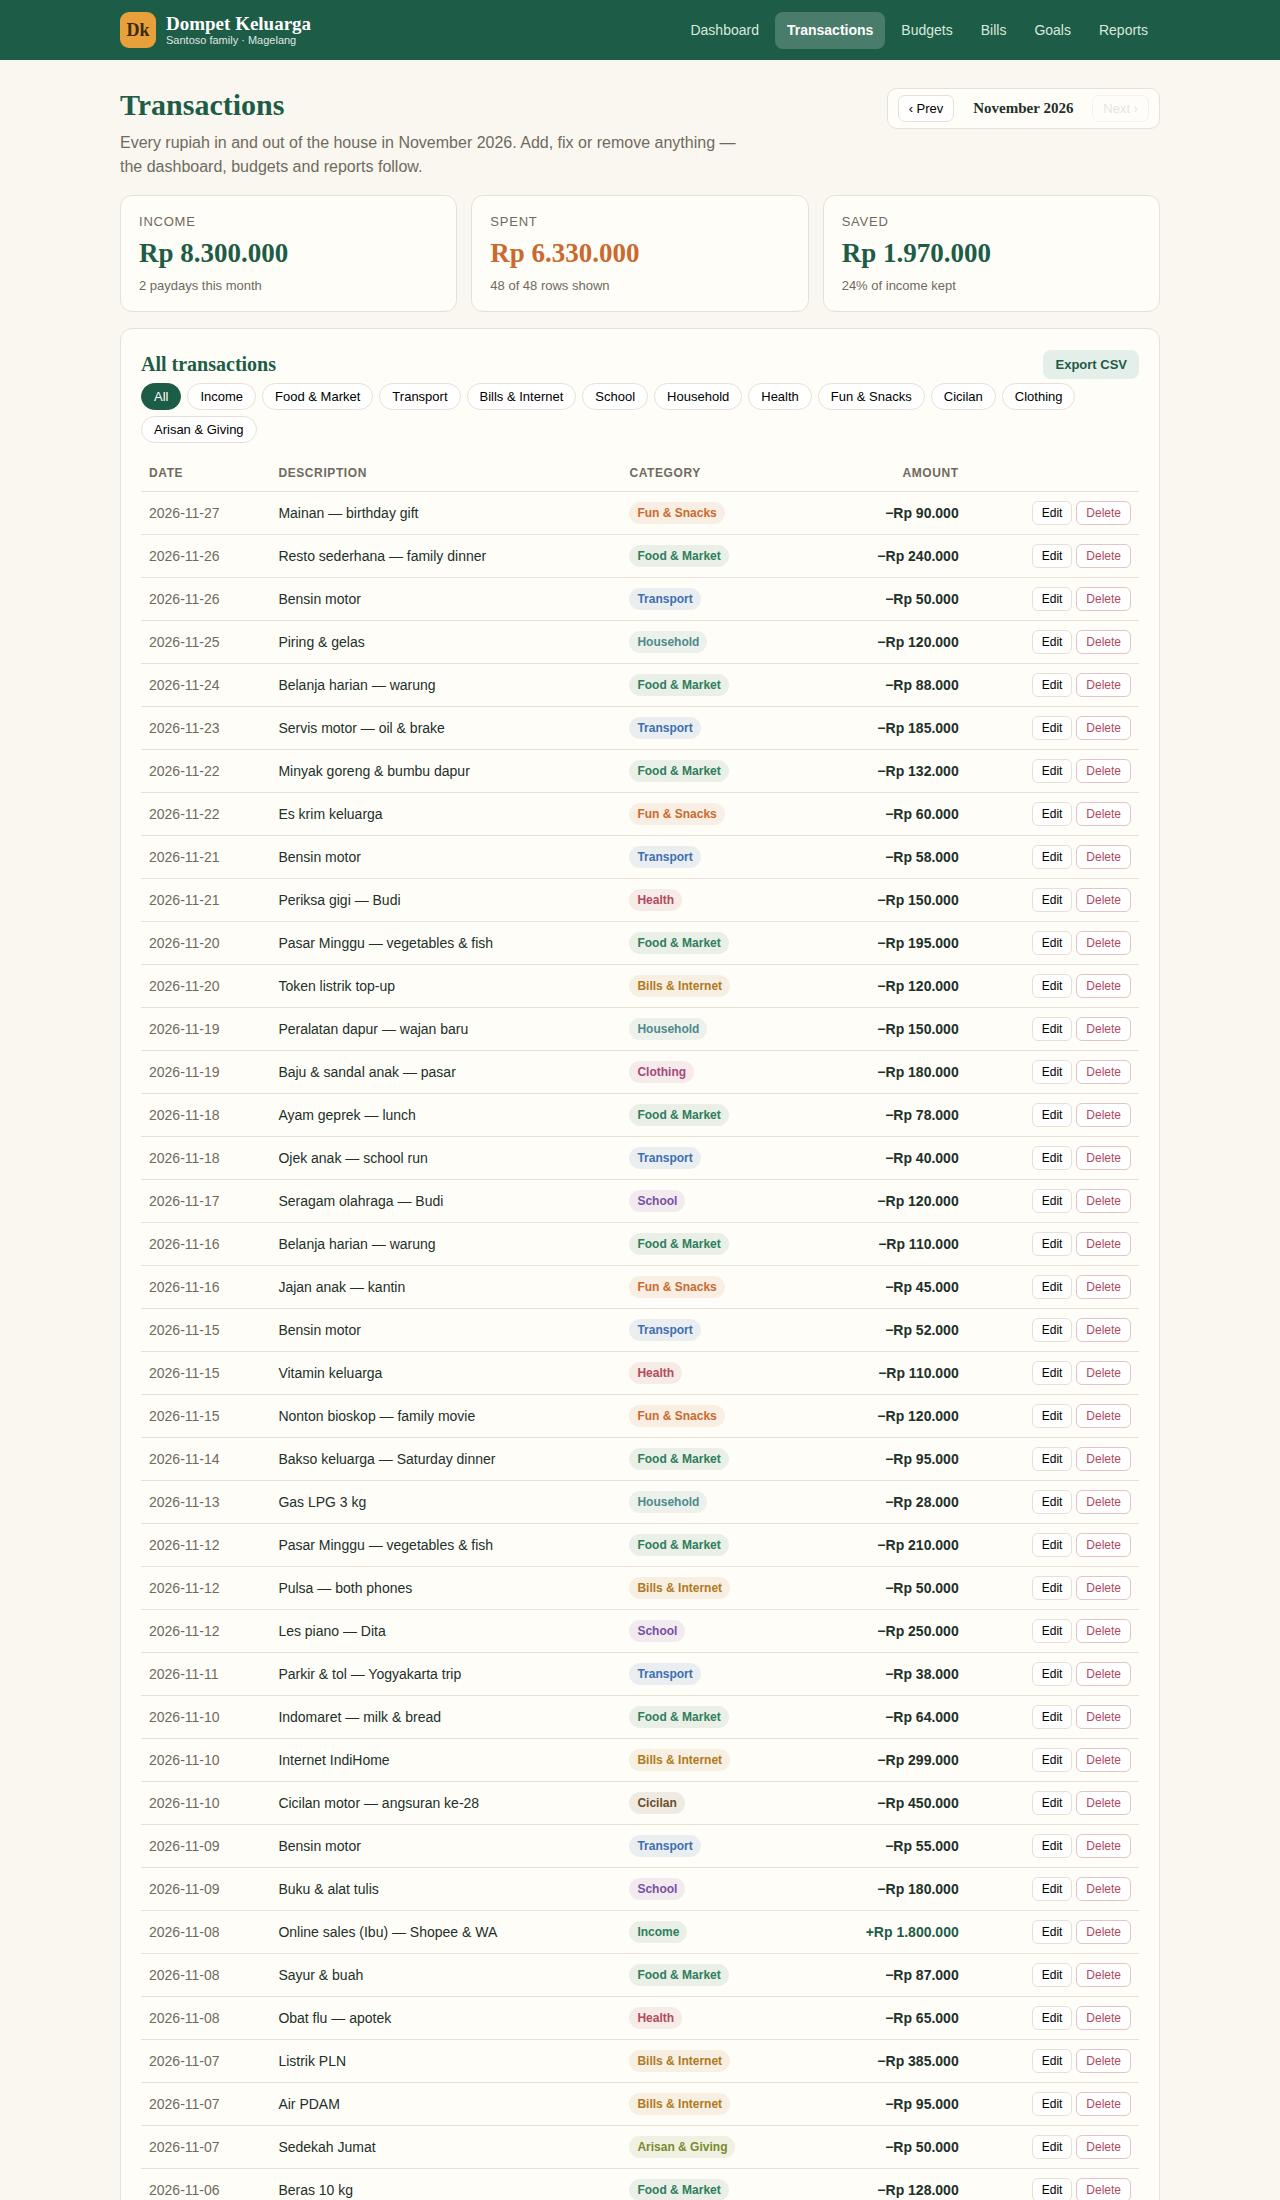 Dk
Dompet Keluarga
Santoso family · Magelang
Dashboard Transactions Budgets Bills Goals Reports
Transactions
‹ Prev November 2026 Next ›
Every rupiah in and out of the house in November 2026. Add, fix or remove anything —
the dashboard, budgets and reports follow.
INCOME
Rp 8.300.000
2 paydays this month
SPENT
Rp 6.330.000
48 of 48 rows shown
SAVED
Rp 1.970.000
24% of income kept
All transactions
Export CSV
All Income Food & Market Transport Bills & Internet School Household Health Fun & Snacks Cicilan Clothing
Arisan & Giving
DATE DESCRIPTION CATEGORY AMOUNT
2026-11-27 Mainan — birthday gift Fun & Snacks −Rp 90.000 Edit Delete
2026-11-26 Resto sederhana — family dinner Food & Market −Rp 240.000 Edit Delete
2026-11-26 Bensin motor Transport −Rp 50.000 Edit Delete
2026-11-25 Piring & gelas Household −Rp 120.000 Edit Delete
2026-11-24 Belanja harian — warung Food & Market −Rp 88.000 Edit Delete
2026-11-23 Servis motor — oil & brake Transport −Rp 185.000 Edit Delete
2026-11-22 Minyak goreng & bumbu dapur Food & Market −Rp 132.000 Edit Delete
2026-11-22 Es krim keluarga Fun & Snacks −Rp 60.000 Edit Delete
2026-11-21 Bensin motor Transport −Rp 58.000 Edit Delete
2026-11-21 Periksa gigi — Budi Health −Rp 150.000 Edit Delete
2026-11-20 Pasar Minggu — vegetables & fish Food & Market −Rp 195.000 Edit Delete
2026-11-20 Token listrik top-up Bills & Internet −Rp 120.000 Edit Delete
2026-11-19 Peralatan dapur — wajan baru Household −Rp 150.000 Edit Delete
2026-11-19 Baju & sandal anak — pasar Clothing −Rp 180.000 Edit Delete
2026-11-18 Ayam geprek — lunch Food & Market −Rp 78.000 Edit Delete
2026-11-18 Ojek anak — school run Transport −Rp 40.000 Edit Delete
2026-11-17 Seragam olahraga — Budi School −Rp 120.000 Edit Delete
2026-11-16 Belanja harian — warung Food & Market −Rp 110.000 Edit Delete
2026-11-16 Jajan anak — kantin Fun & Snacks −Rp 45.000 Edit Delete
2026-11-15 Bensin motor Transport −Rp 52.000 Edit Delete
2026-11-15 Vitamin keluarga Health −Rp 110.000 Edit Delete
2026-11-15 Nonton bioskop — family movie Fun & Snacks −Rp 120.000 Edit Delete
2026-11-14 Bakso keluarga — Saturday dinner Food & Market −Rp 95.000 Edit Delete
2026-11-13 Gas LPG 3 kg Household −Rp 28.000 Edit Delete
2026-11-12 Pasar Minggu — vegetables & fish Food & Market −Rp 210.000 Edit Delete
2026-11-12 Pulsa — both phones Bills & Internet −Rp 50.000 Edit Delete
2026-11-12 Les piano — Dita School −Rp 250.000 Edit Delete
2026-11-11 Parkir & tol — Yogyakarta trip Transport −Rp 38.000 Edit Delete
2026-11-10 Indomaret — milk & bread Food & Market −Rp 64.000 Edit Delete
2026-11-10 Internet IndiHome Bills & Internet −Rp 299.000 Edit Delete
2026-11-10 Cicilan motor — angsuran ke-28 Cicilan −Rp 450.000 Edit Delete
2026-11-09 Bensin motor Transport −Rp 55.000 Edit Delete
2026-11-09 Buku & alat tulis School −Rp 180.000 Edit Delete
2026-11-08 Online sales (Ibu) — Shopee & WA Income +Rp 1.800.000 Edit Delete
2026-11-08 Sayur & buah Food & Market −Rp 87.000 Edit Delete
2026-11-08 Obat flu — apotek Health −Rp 65.000 Edit Delete
2026-11-07 Listrik PLN Bills & Internet −Rp 385.000 Edit Delete
2026-11-07 Air PDAM Bills & Internet −Rp 95.000 Edit Delete
2026-11-07 Sedekah Jumat Arisan & Giving −Rp 50.000 Edit Delete
2026-11-06 Beras 10 kg Food & Market −Rp 128.000 Edit Delete